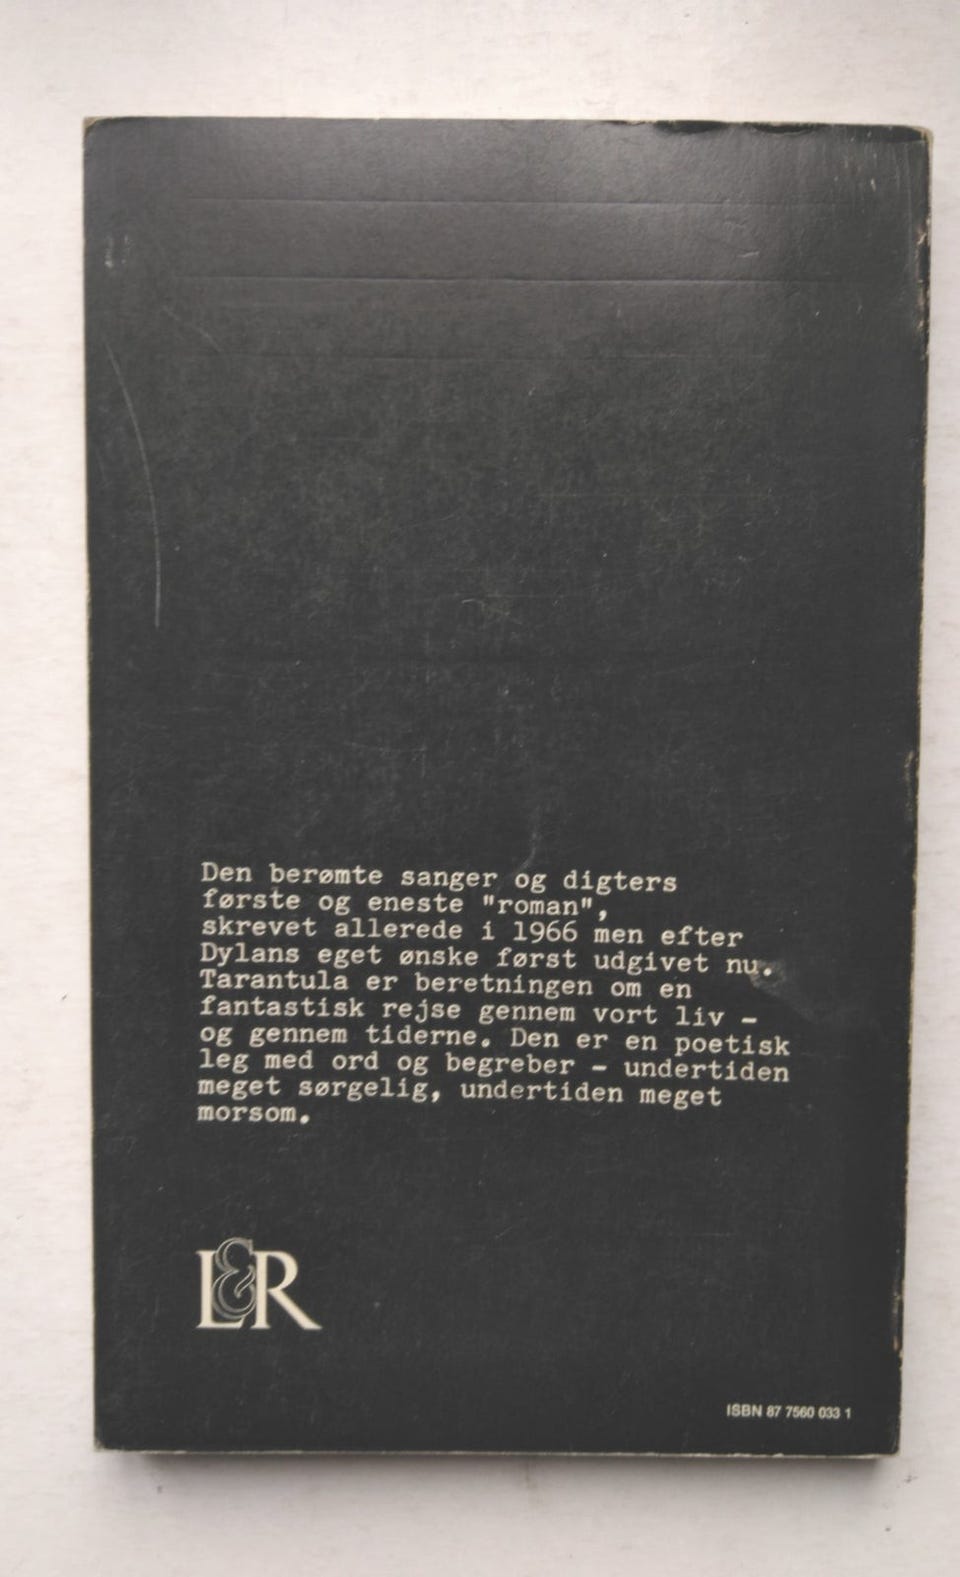 Den berømte sanger og digters
første og eneste "roman",
skrevet allerede i 1966 men efter
Dylans eget ønske først udgivet nu.
Tarantula er beretningen om en
fantastisk rejse gennem vort liv -
og gennem tiderne. Den er en poetisk
leg med ord og begreber - undertiden
meget sørgelig, undertiden meget
morsom.
L&R
ISBN 87 7560 033 1